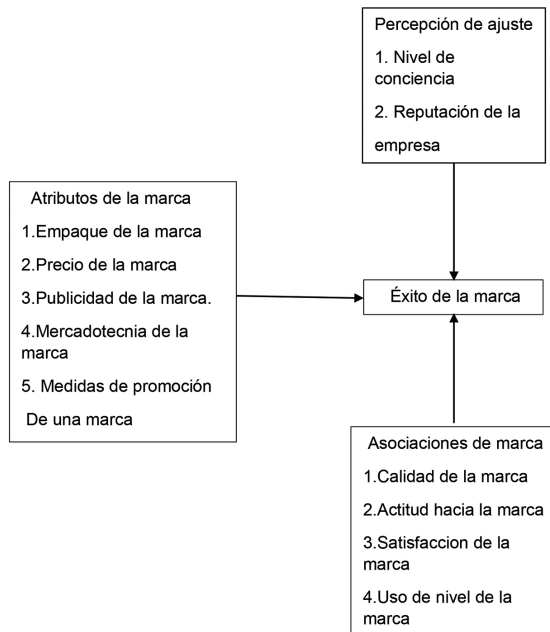 Percepción de ajuste
1. Nivel de
conciencia
2. Reputación de la
empresa
Atributos de la marca
1.Empaque de la marca
2.Precio de la marca
3.Publicidad de la marca.
4.Mercadotecnia de la
marca
5. Medidas de promoción
De una marca
Éxito de la marca
Asociaciones de marca
1.Calidad de la marca
2.Actitud hacia la marca
3.Satisfaccion de la
marca
4.Uso de nivel de la
marca